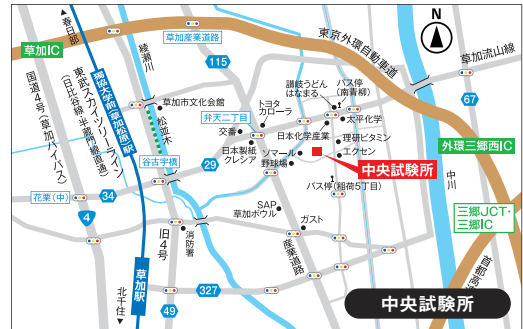 ▲春日部
草加IC
国道4号(草加バイパス)
東武スカイツリーライン
(日比谷線・半蔵門線直通)
獨協大学前
草加松原駅
綾瀬川
草加産業道路
115
東京外環自動車道
N
草加流山線
67
外環三郷西IC
三郷JCT・
三郷IC
首都高
中川
草加市文化会館
松並木
弁天二丁目
交番
トヨタ
カローラ
讃岐うどん
はなまる
バス停
(南青柳)
太平化学
日本化学産業
理研ビタミン
エクセン
日本製紙
クレシア
ソマール
野球場
中央試験所
バス停(稲荷5丁目)
谷古宇橋
29
34
花栗(中)
4
SAP
草加ボウル
ガスト
産業道路
消防署
旧4号
草加駅
327
49
北千住▼
中央試験所